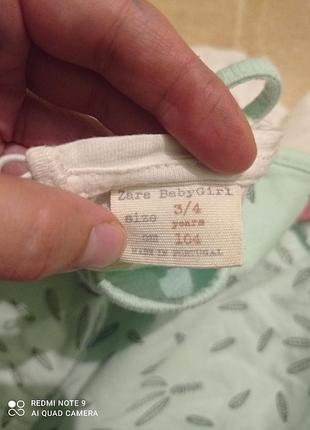 Zara BabyGirl
size 3/4
years
cm 104
MADE IN PORTUGAL
REDMI NOTE 9
AI QUAD CAMERA